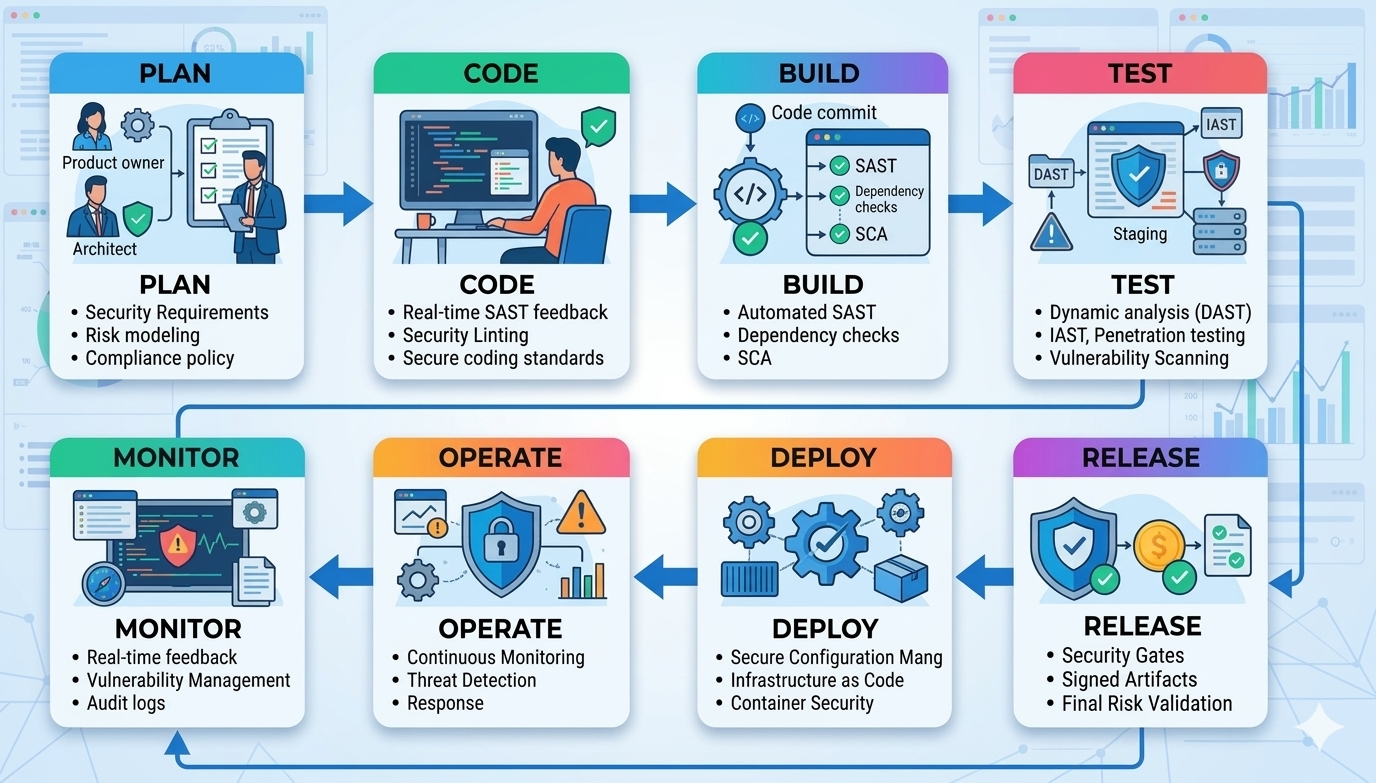 PLAN
Product owner
Architect
PLAN
• Security Requirements
• Risk modeling
• Compliance policy
CODE
CODE
• Real-time SAST feedback
• Security Linting
• Secure coding standards
BUILD
Code commit
</>
</>
SAST
Dependency
checks
SCA
BUILD
• Automated SAST
• Dependency checks
• SCA
TEST
IAST
DAST
Staging
TEST
• Dynamic analysis (DAST)
• IAST, Penetration testing
• Vulnerability Scanning
200
100
MONITOR
MONITOR
• Real-time feedback
• Vulnerability Management
• Audit logs
OPERATE
OPERATE
• Continuous Monitoring
• Threat Detection
• Response
DEPLOY
DEPLOY
• Secure Configuration Mang
• Infrastructure as Code
• Container Security
RELEASE
$
RELEASE
• Security Gates
• Signed Artifacts
• Final Risk Validation